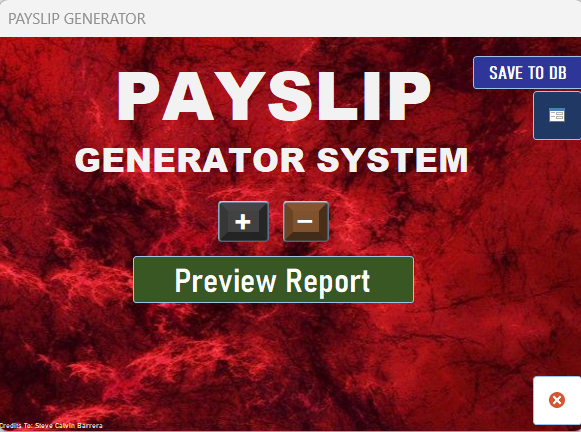 PAYSLIP GENERATOR
SAVE TO DB
PAYSLIP
GENERATOR SYSTEM
+ −
Preview Report
Credits To: Steve Calvin Barrera